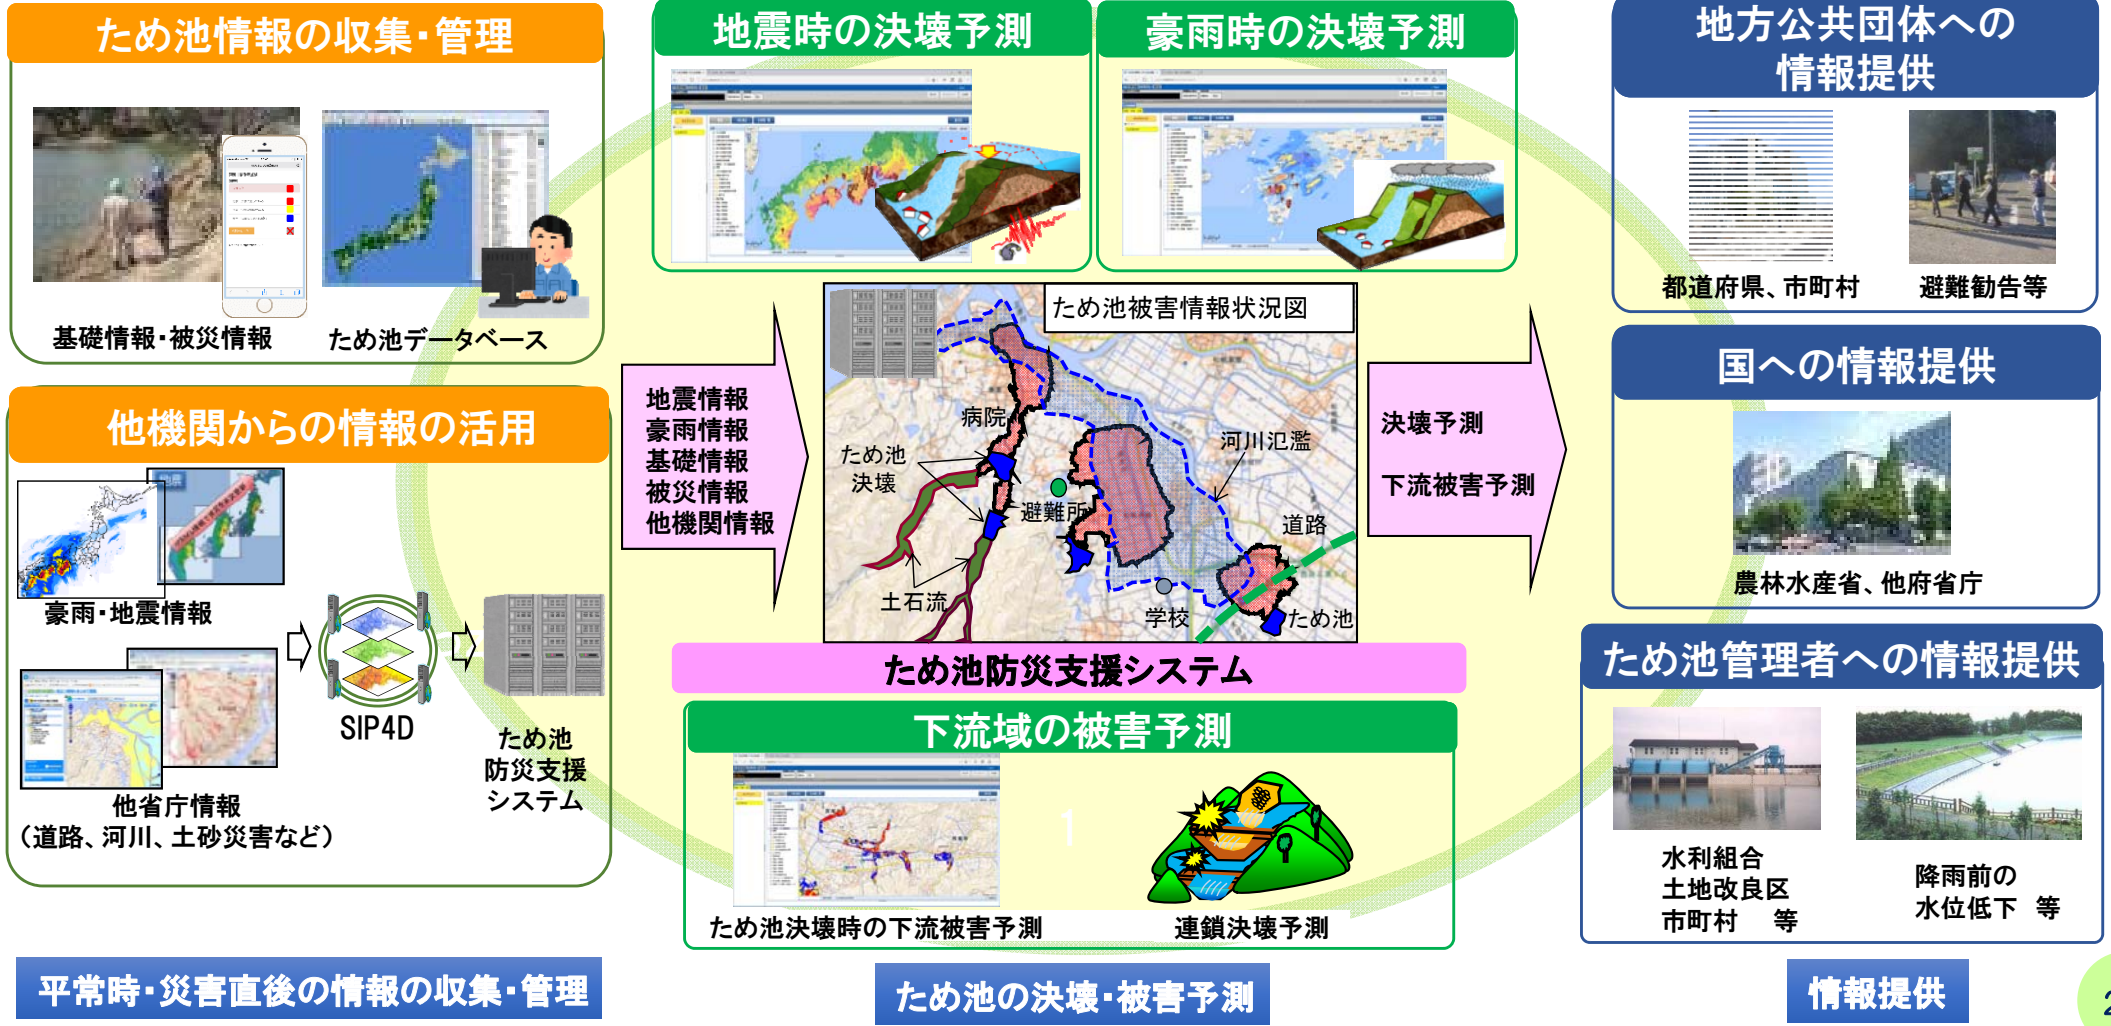 ため池情報の収集・管理
基礎情報・被災情報
ため池データベース
他機関からの情報の活用
豪雨・地震情報
他省庁情報
（道路、河川、土砂災害など）
SIP4D
ため池
防災支援
システム
平常時・災害直後の情報の収集・管理
地震時の決壊予測
豪雨時の決壊予測
地震情報
豪雨情報
基礎情報
被災情報
他機関情報
ため池被害情報状況図
病院
ため池
決壊
避難所
河川氾濫
道路
土石流
学校
ため池
ため池防災支援システム
決壊予測
下流被害予測
下流域の被害予測
1
ため池決壊時の下流被害予測
連鎖決壊予測
ため池の決壊・被害予測
地方公共団体への
情報提供
都道府県、市町村
避難勧告等
国への情報提供
農林水産省、他府省庁
ため池管理者への情報提供
水利組合
土地改良区
市町村　等
降雨前の
水位低下　等
情報提供
2